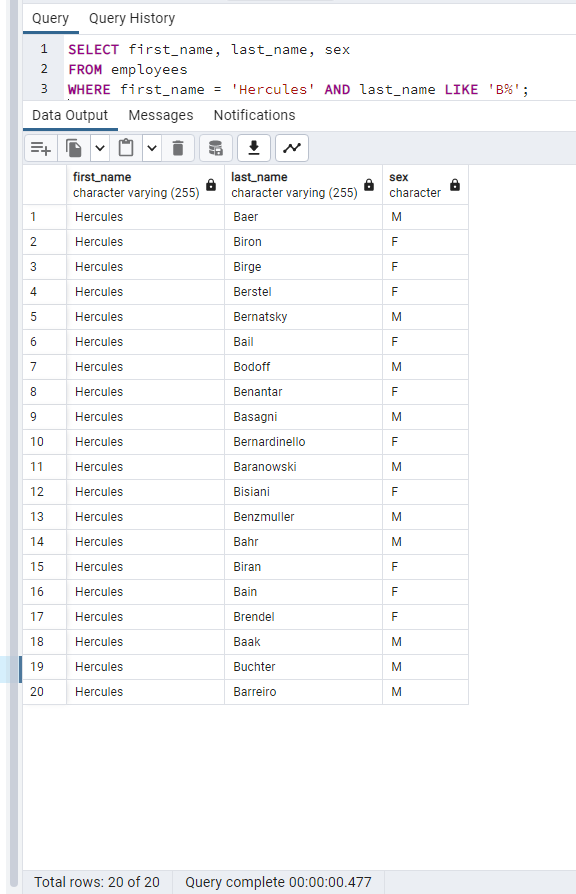 Query Query History
1 SELECT first_name, last_name, sex
2 FROM employees
3 WHERE first_name = 'Hercules' AND last_name LIKE 'B%';
Data Output Messages Notifications
first_name last_name sex
character varying (255) character varying (255) character
1 Hercules Baer M
2 Hercules Biron F
3 Hercules Birge F
4 Hercules Berstel F
5 Hercules Bernatsky M
6 Hercules Bail F
7 Hercules Bodoff M
8 Hercules Benantar F
9 Hercules Basagni M
10 Hercules Bernardinello F
11 Hercules Baranowski M
12 Hercules Bisiani F
13 Hercules Benzmuller M
14 Hercules Bahr M
15 Hercules Biran F
16 Hercules Bain F
17 Hercules Brendel F
18 Hercules Baak M
19 Hercules Buchter M
20 Hercules Barreiro M
Total rows: 20 of 20 Query complete 00:00:00.477